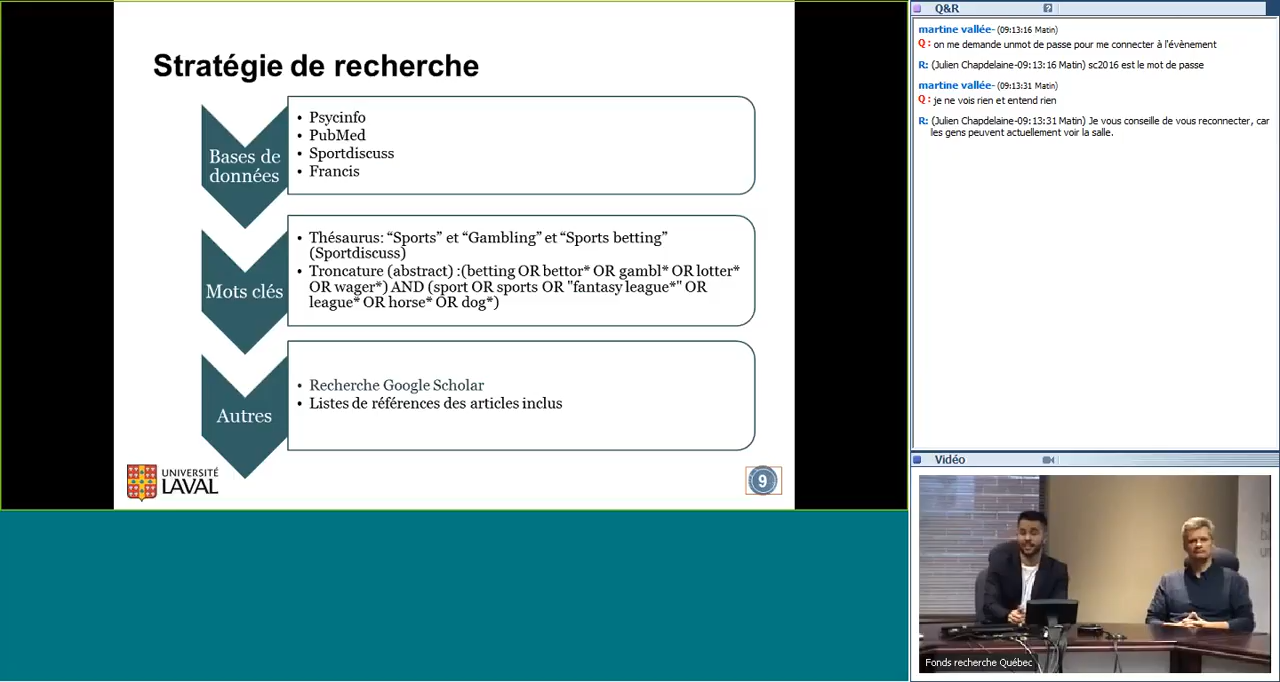 Stratégie de recherche
Bases de
données
• Psycinfo
• PubMed
• Sportdiscuss
• Francis
Mots clés
• Thésaurus: “Sports” et “Gambling” et “Sports betting”
(Sportdiscuss)
• Troncature (abstract) :(betting OR bettor* OR gambl* OR lotter*
OR wager*) AND (sport OR sports OR "fantasy league*" OR
league* OR horse* OR dog*)
Autres
• Recherche Google Scholar
• Listes de références des articles inclus
UNIVERSITÉ
LAVAL
9
Q&R
martine vallée- (09:13:16 Matin)
Q : on me demande unmot de passe pour me connecter à l'évènement
R: (Julien Chapdelaine-09:13:16 Matin) sc2016 est le mot de passe
martine vallée- (09:13:31 Matin)
Q : je ne vois rien et entend rien
R: (Julien Chapdelaine-09:13:31 Matin) Je vous conseille de vous reconnecter, car
les gens peuvent actuellement voir la salle.
Vidéo
Fonds recherche Québec